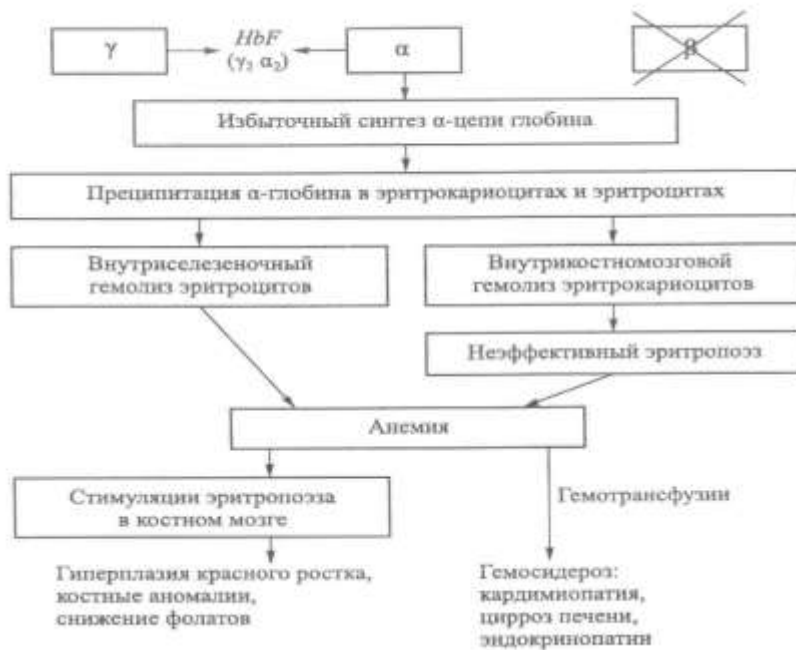 γ
HbF
(γ₂ α₂)
α
β
Избыточный синтез α-цепи глобина
Преципитация α-глобина в эритрокариоцитах и эритроцитах
Внутриселезеночный
гемолиз эритроцитов
Внутрикостномозговой
гемолиз эритрокариоцитов
Неэффективный эритропоэз
Анемия
Стимуляции эритропоэза
в костном мозге
Гемотрансфузии
Гиперплазия красного ростка,
костные аномалии,
снижение фолатов
Гемосидероз:
кардимиопатия,
цирроз печени,
эндокринопатии